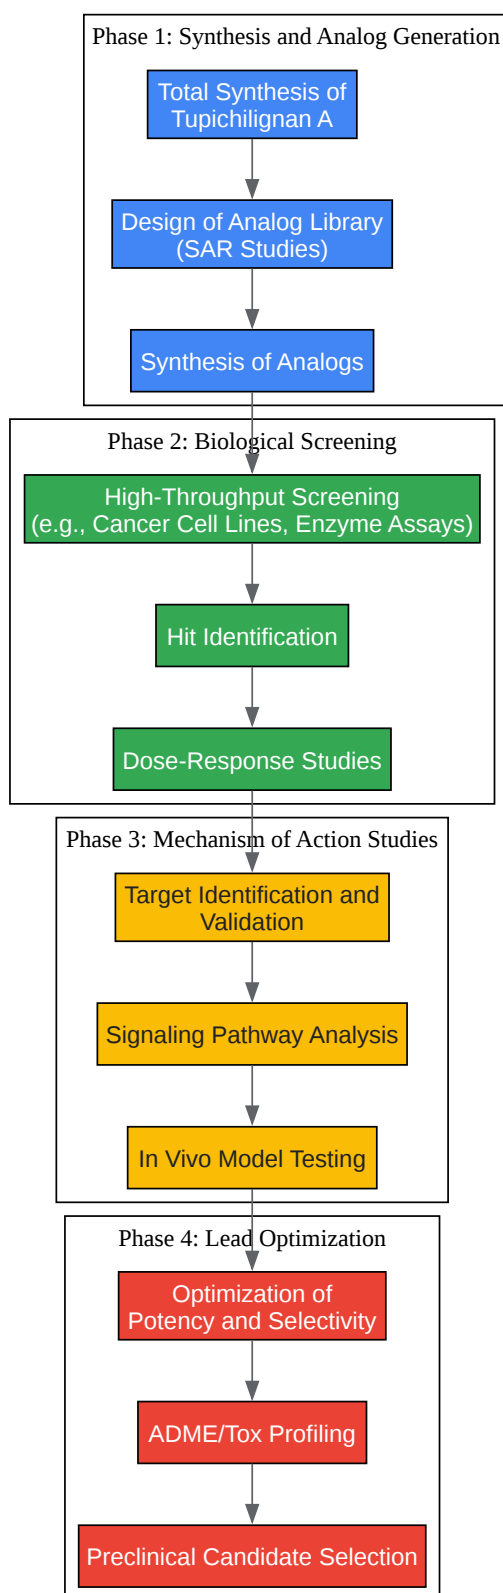 Phase 1: Synthesis and Analog Generation
Total Synthesis of
Tupichilignan A
Design of Analog Library
(SAR Studies)
Synthesis of Analogs
Phase 2: Biological Screening
High-Throughput Screening
(e.g., Cancer Cell Lines, Enzyme Assays)
Hit Identification
Dose-Response Studies
Phase 3: Mechanism of Action Studies
Target Identification and
Validation
Signaling Pathway Analysis
In Vivo Model Testing
Phase 4: Lead Optimization
Optimization of
Potency and Selectivity
ADME/Tox Profiling
Preclinical Candidate Selection